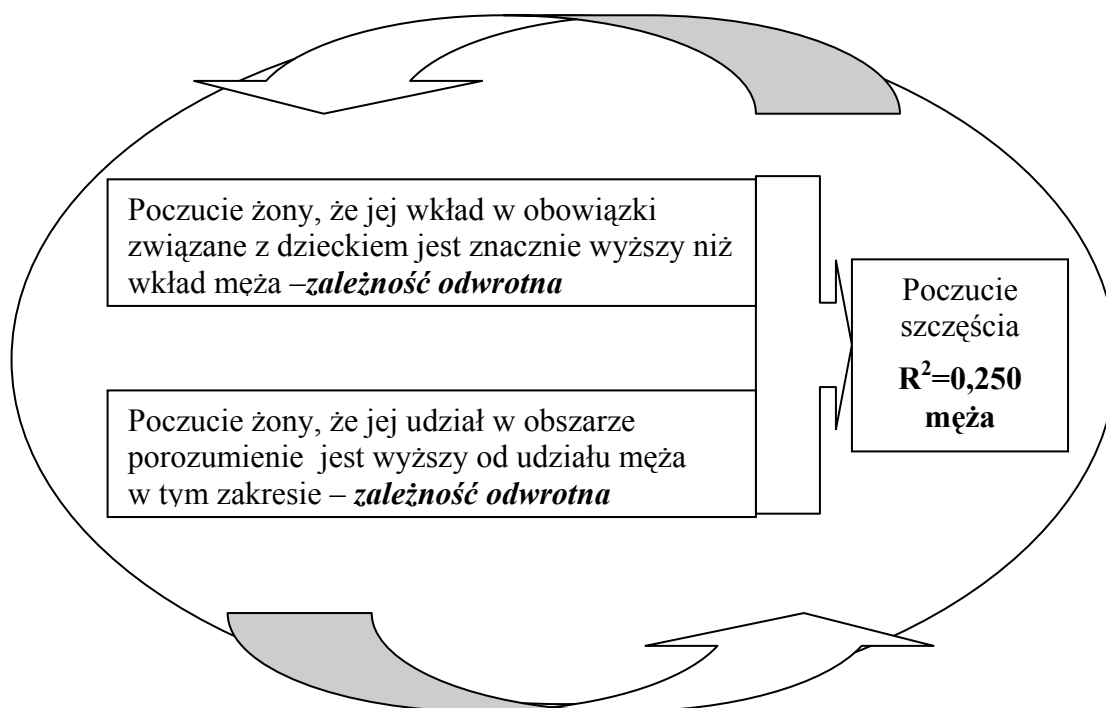 Poczucie żony, że jej wkład w obowiązki
związane z dzieckiem jest znacznie wyższy niż
wkład męża –zależność odwrotna
Poczucie żony, że jej udział w obszarze
porozumienie  jest wyższy od udziału męża
w tym zakresie – zależność odwrotna
Poczucie
szczęścia
R²=0,250
męża